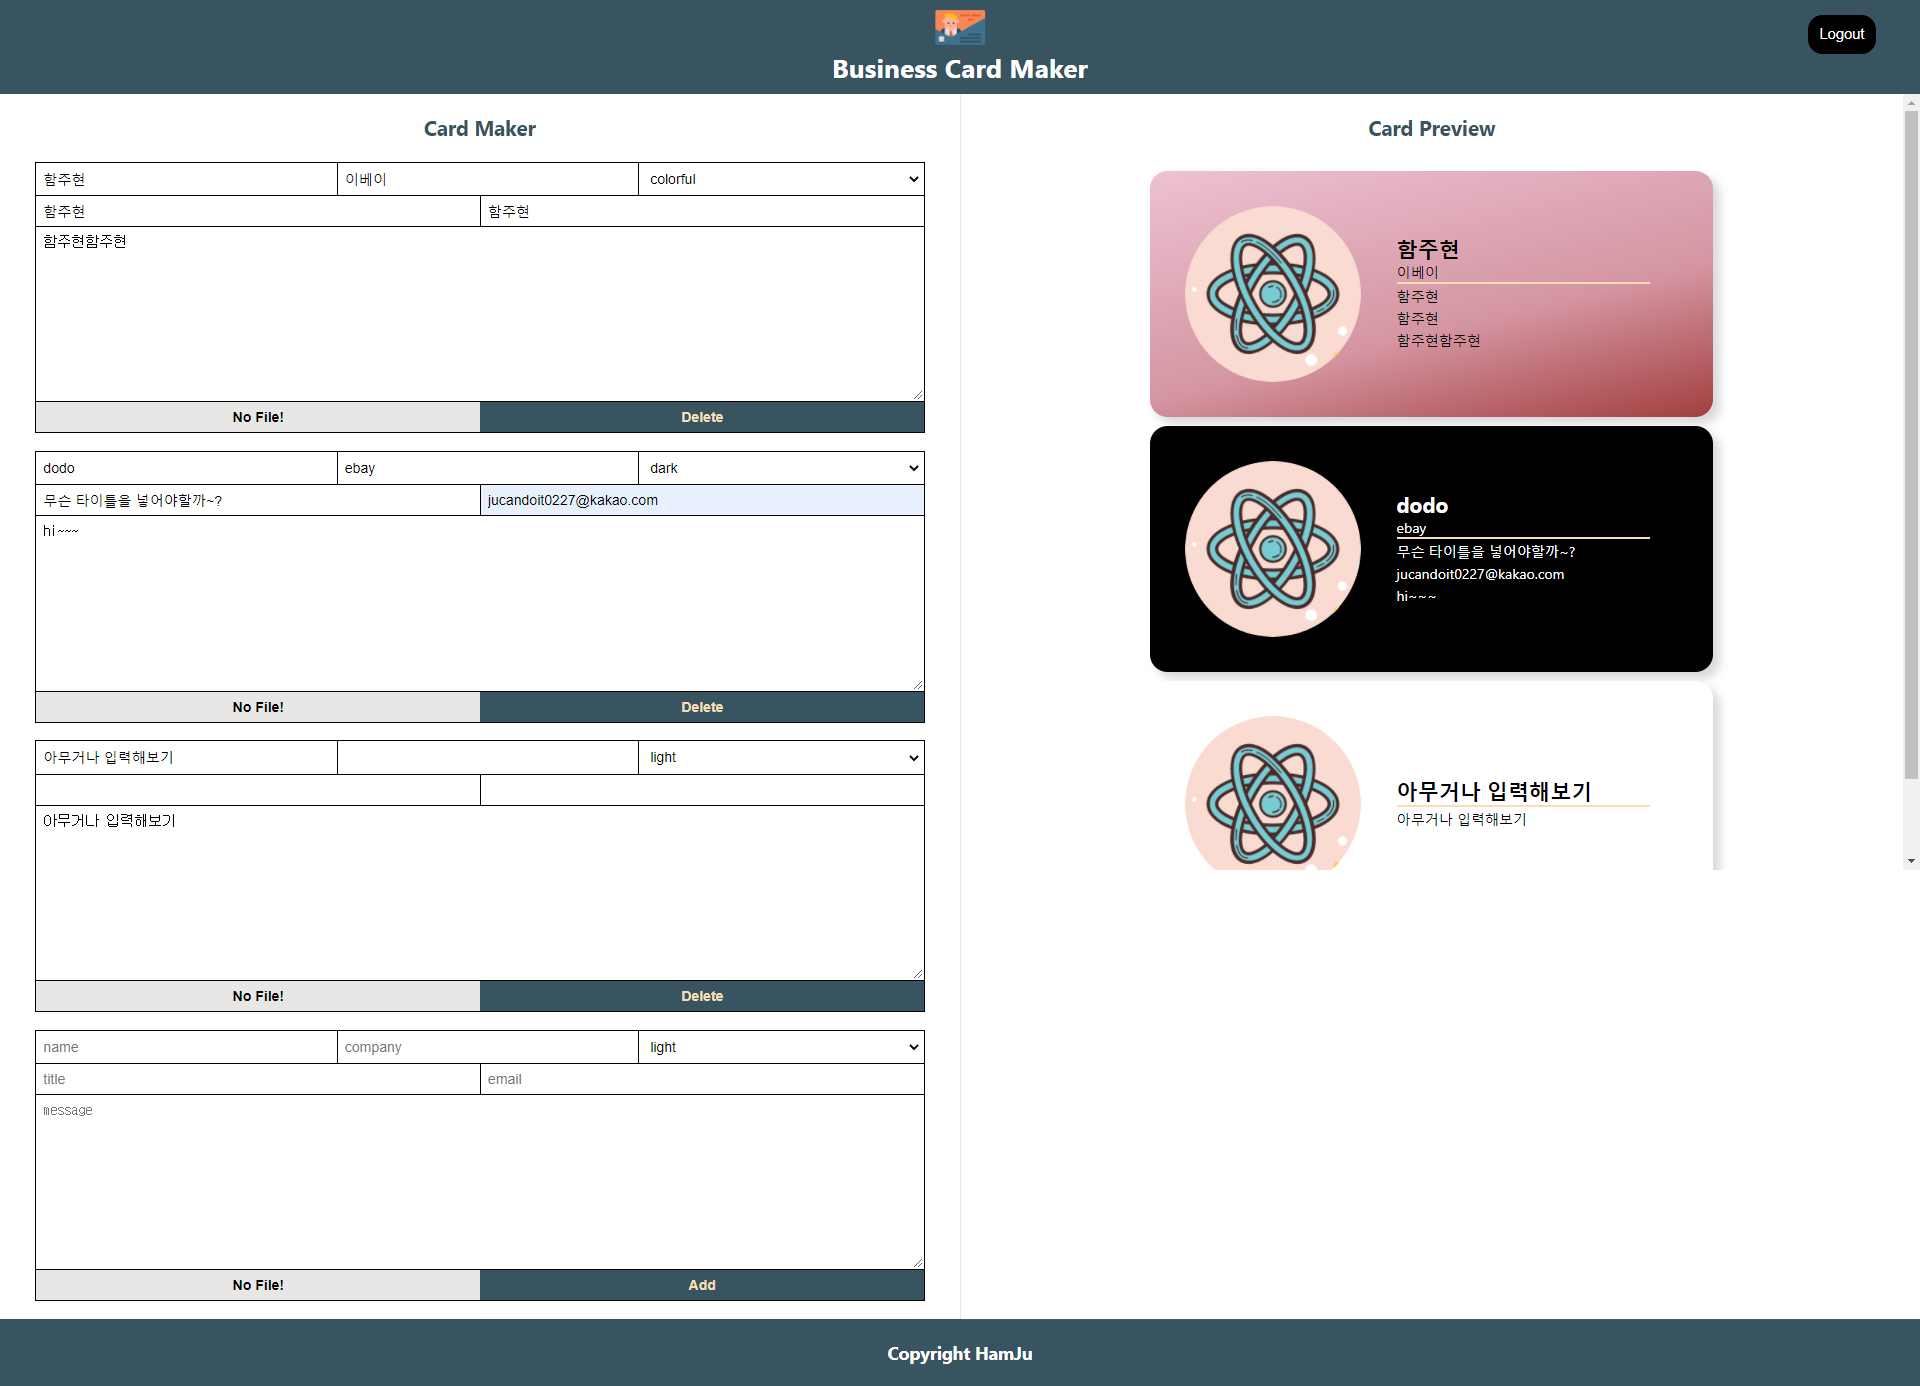 Business Card Maker
Logout
Card Maker
함주현 이베이 colorful
함주현 함주현
함주현함주현
No File! Delete
dodo ebay dark
무슨 타이틀을 넣어야할까~? jucandoit0227@kakao.com
hi~~~
No File! Delete
아무거나 입력해보기 light
아무거나 입력해보기
No File! Delete
name company light
title email
message
No File! Add
Card Preview
함주현
이베이
함주현
함주현
함주현함주현
dodo
ebay
무슨 타이틀을 넣어야할까~?
jucandoit0227@kakao.com
hi~~~
아무거나 입력해보기
아무거나 입력해보기
Copyright HamJu